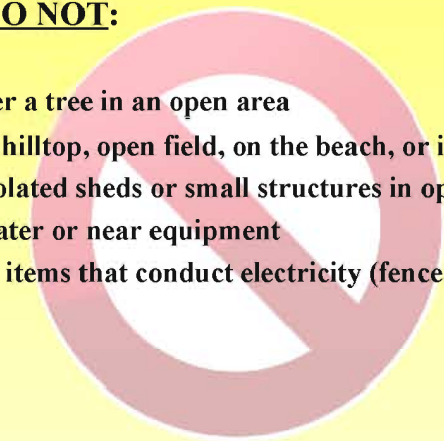 O NOT:
er a tree in an open area
hilltop, open field, on the beach, or i
olated sheds or small structures in op
ater or near equipment
items that conduct electricity (fence